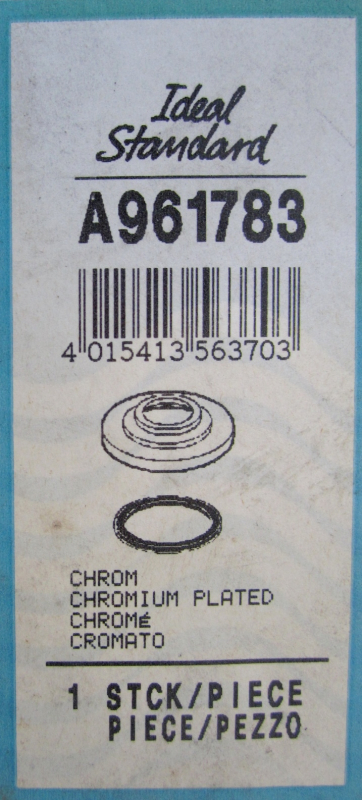 Ideal
Standard
A961783
4 015413 563703
CHROM
CHROMIUM PLATED
CHROMÉ
CROMATO
1 STCK/PIECE
PIECE/PEZZO